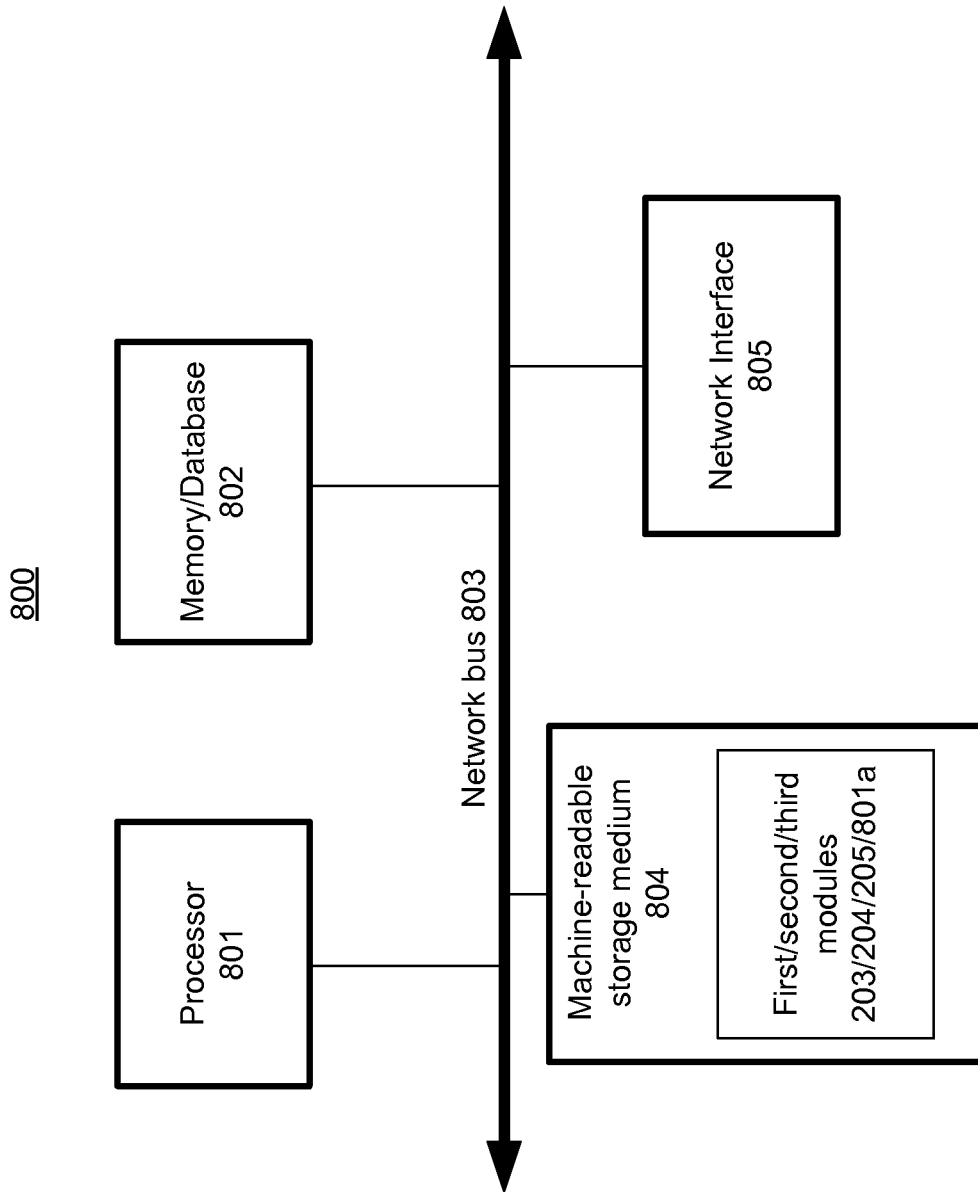 800
Processor
801
Memory/Database
802
Network bus 803
Machine-readable
storage medium
804
First/second/third
modules
203/204/205/801a
Network Interface
805